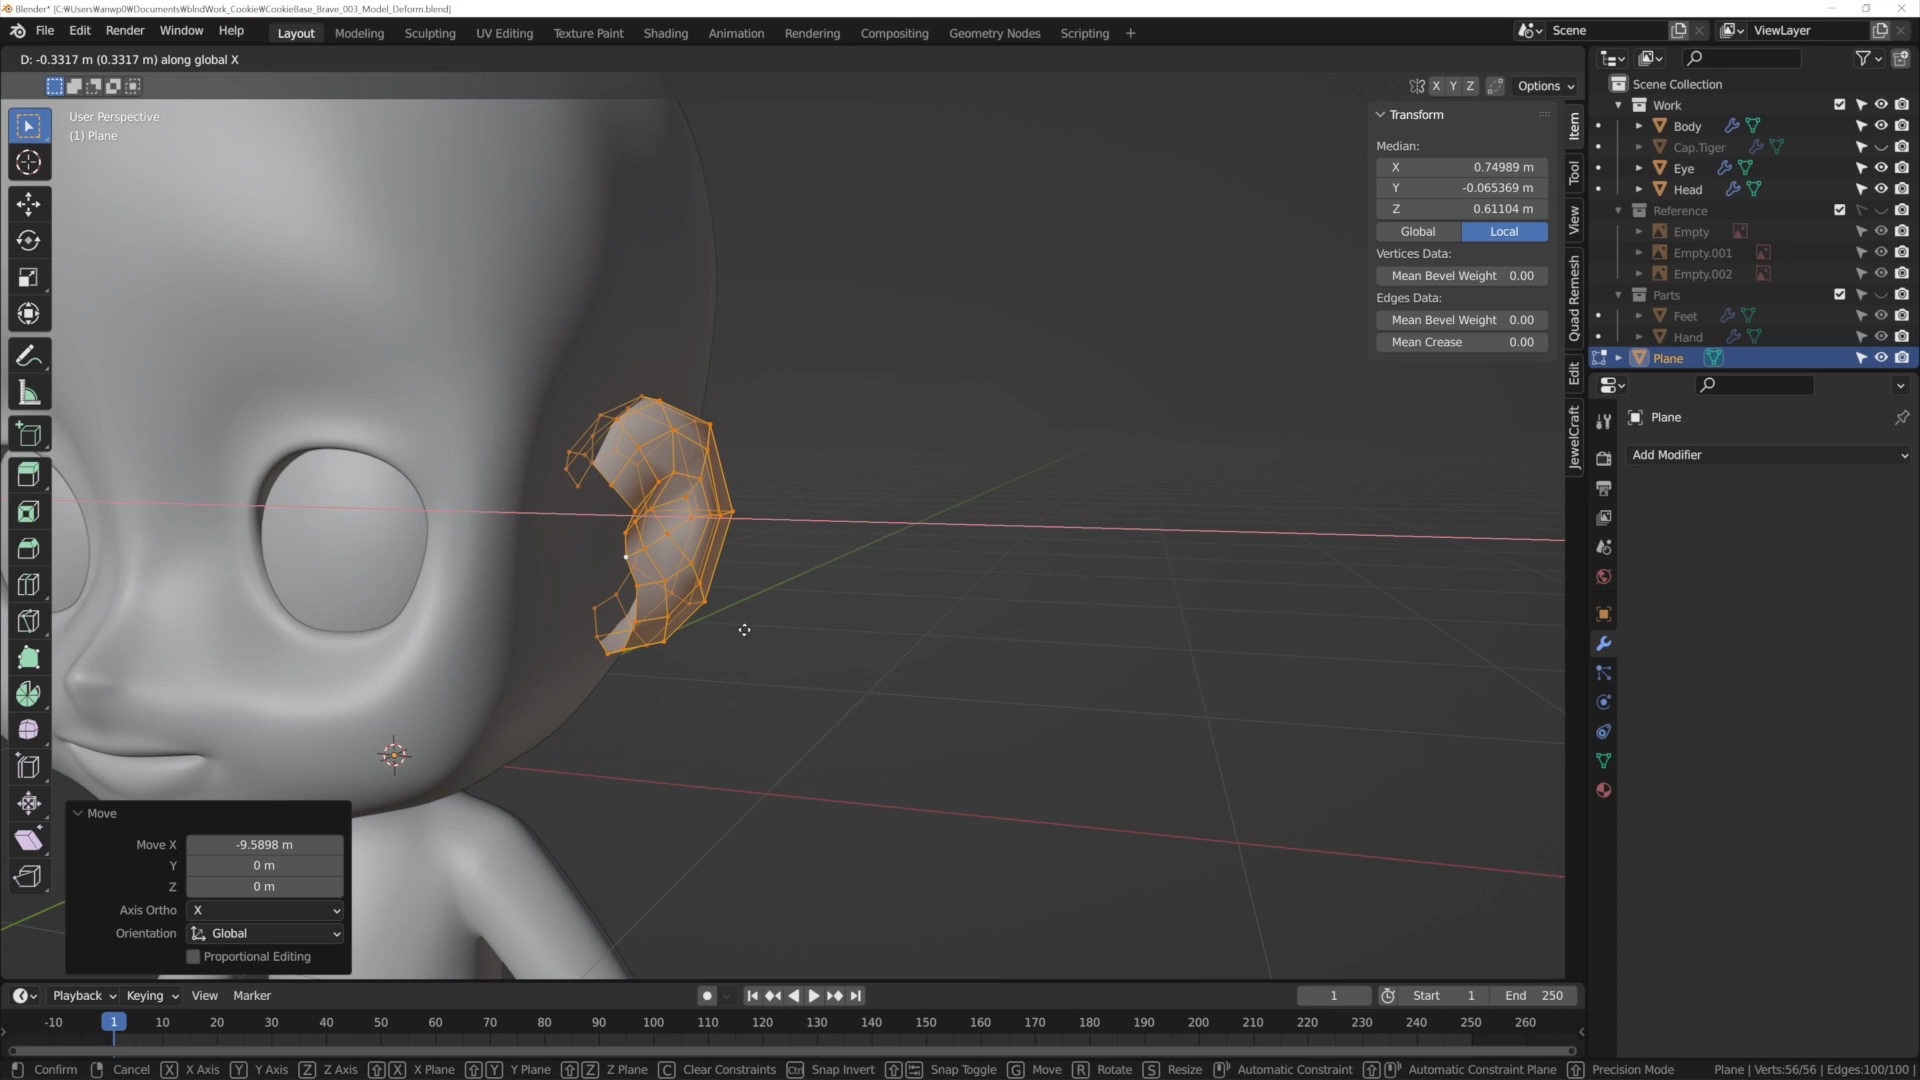 Blender* [C:₩Users₩anwp0₩Documents₩blndWork_Cookie₩CookieBase_Brave_003_Model_Deform.blend]
File Edit Render Window Help Layout Modeling Sculpting UV Editing Texture Paint Shading Animation Rendering Compositing Geometry Nodes Scripting + Scene ViewLayer
D: -0.3317 m (0.3317 m) along global X
X Y Z Options
User Perspective
(1) Plane
Transform
Median:
X 0.74989 m
Y -0.065369 m
Z 0.61104 m
Global Local
Vertices Data:
Mean Bevel Weight 0.00
Edges Data:
Mean Bevel Weight 0.00
Mean Crease 0.00
Item
Tool
View
Quad Remesh
Edit
JewelCraft
Scene Collection
Work
Body
Cap.Tiger
Eye
Head
Reference
Empty
Empty.001
Empty.002
Parts
Feet
Hand
Plane
Plane
Add Modifier
Move
Move X -9.5898 m
Y 0 m
Z 0 m
Axis Ortho X
Orientation Global
Proportional Editing
Playback Keying View Marker 1 Start 1 End 250
-10 1 10 20 30 40 50 60 70 80 90 100 110 120 130 140 150 160 170 180 190 200 210 220 230 240 250 260
Confirm Cancel X X Axis Y Y Axis Z Z Axis X X Plane Y Y Plane Z Z Plane C Clear Constraints Ctrl Snap Invert Snap Toggle G Move R Rotate S Resize Automatic Constraint Automatic Constraint Plane Precision Mode Plane | Verts:56/56 | Edges:100/100 |